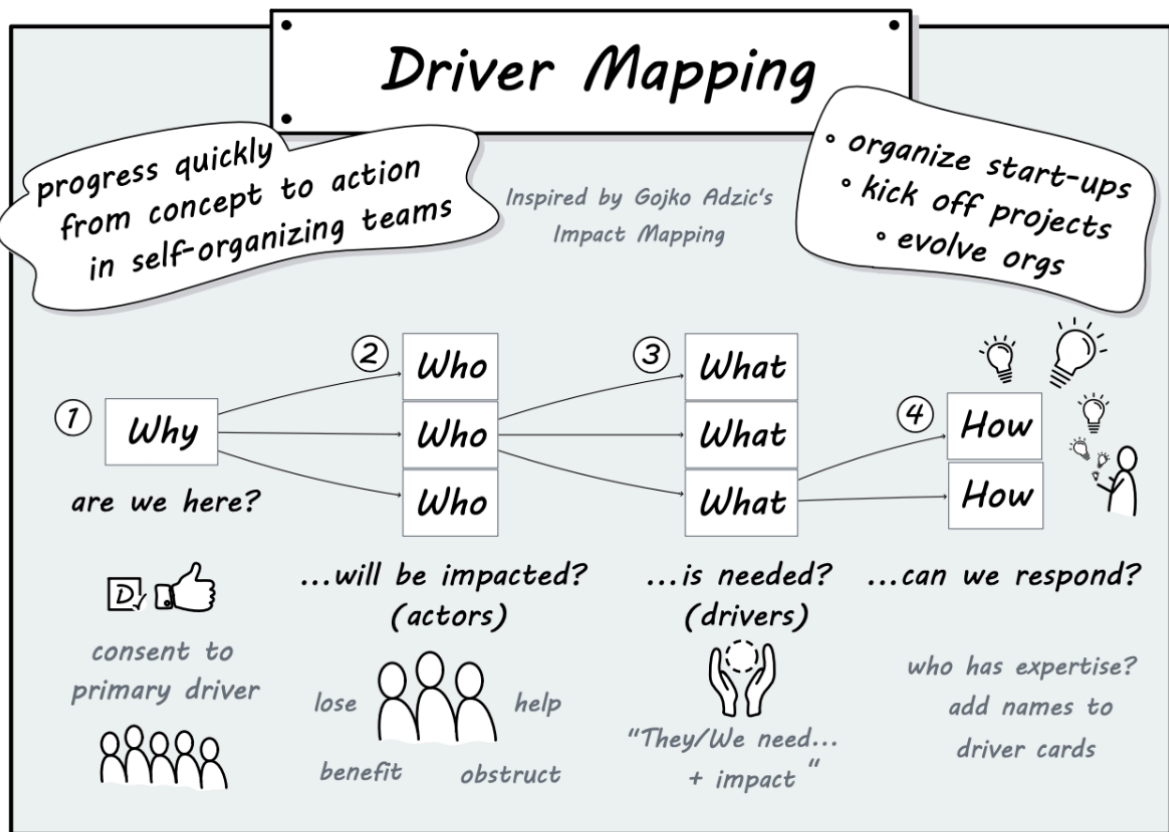 Driver Mapping
progress quickly
from concept to action
in self-organizing teams
Inspired by Gojko Adzic's
Impact Mapping
° organize start-ups
° kick off projects
° evolve orgs
1 Why
are we here?
D
consent to
primary driver
2 Who
Who
Who
...will be impacted?
(actors)
lose
help
benefit
obstruct
3 What
What
What
...is needed?
(drivers)
"They/We need...
+ impact"
4 How
How
...can we respond?
who has expertise?
add names to
driver cards